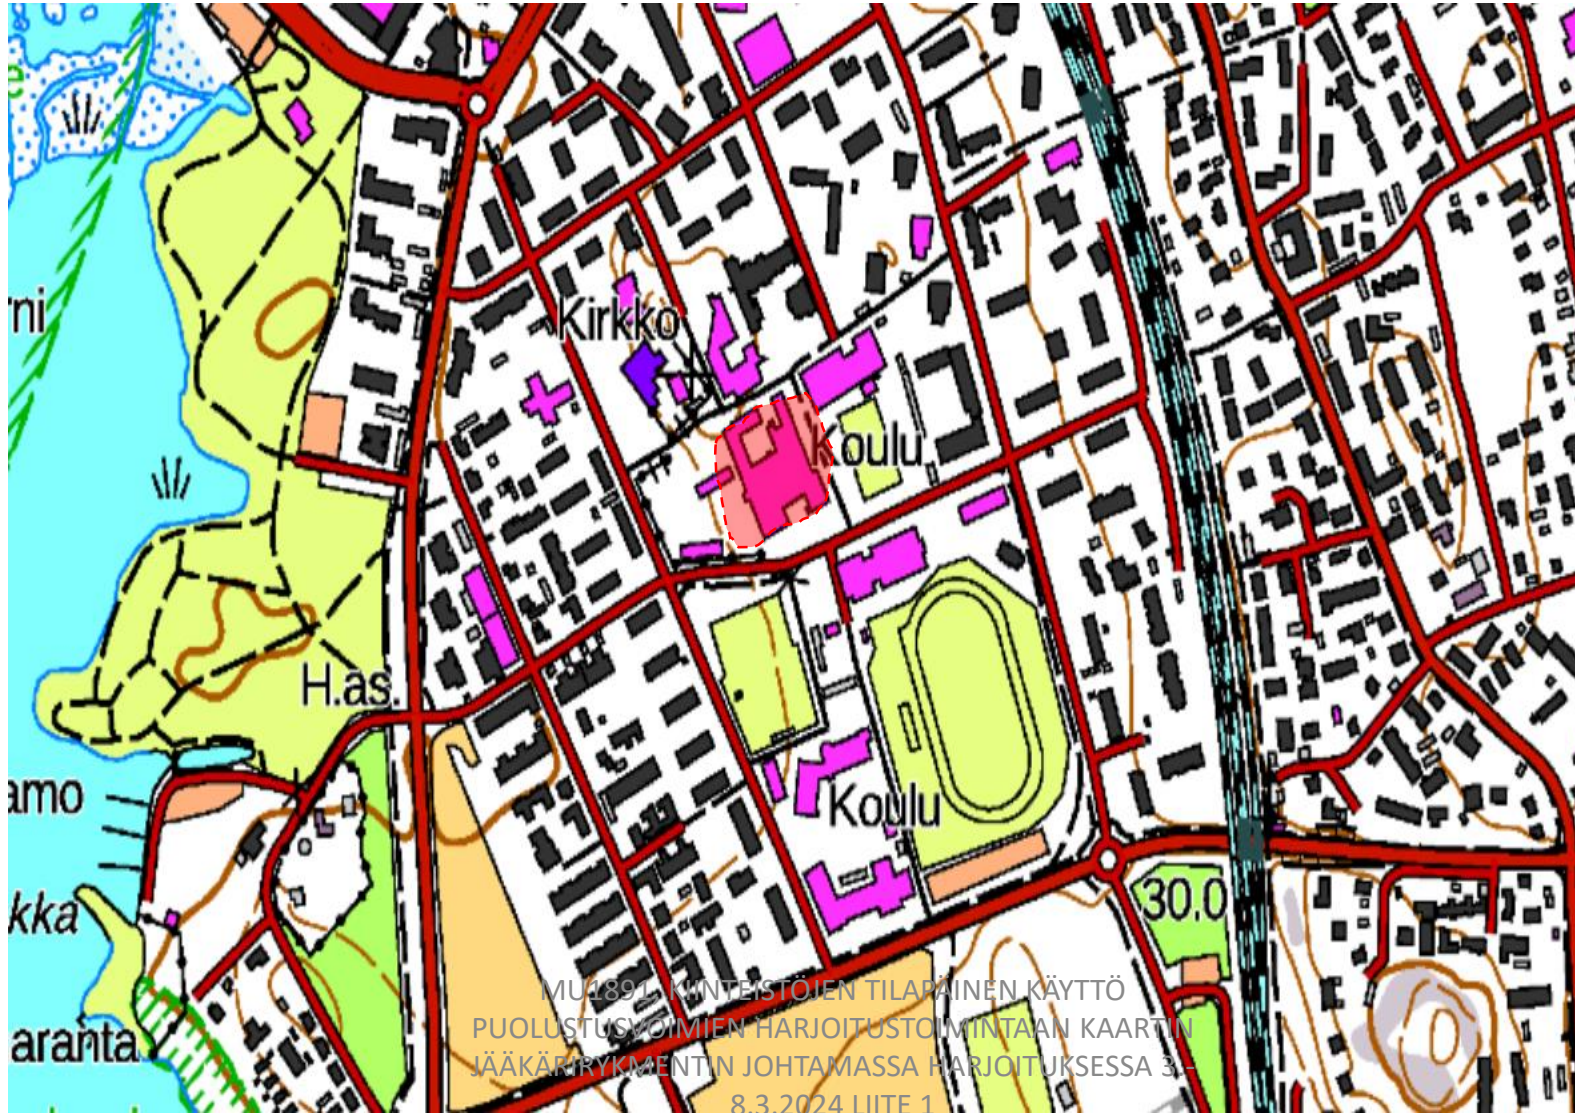 rni
Kirkko
Koulu
H.as.
amo
Koulu
kka
30.0
aranta
MU1891, KIINTEISTÖJEN TILAPÄINEN KÄYTTÖ
PUOLUSTUSVOIMIEN HARJOITUSTOIMINTAAN KAARTIN
JÄÄKÄRIRYKMENTIN JOHTAMASSA HARJOITUKSESSA 3.-
8.3.2024 LIITE 1